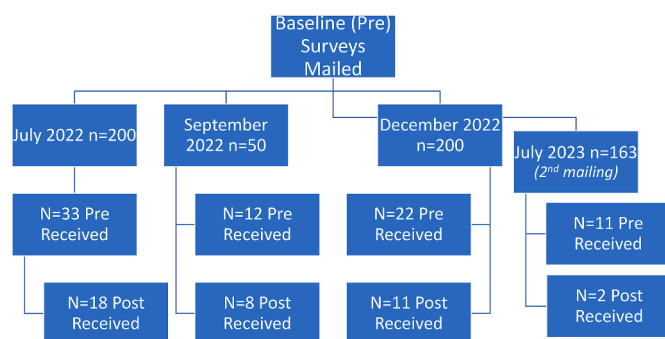 Baseline (Pre)
Surveys
Mailed
July 2022 n=200
September
2022 n=50
December 2022
n=200
July 2023 n=163
(2nd mailing)
N=33 Pre
Received
N=12 Pre
Received
N=22 Pre
Received
N=11 Pre
Received
N=18 Post
Received
N=8 Post
Received
N=11 Post
Received
N=2 Post
Received